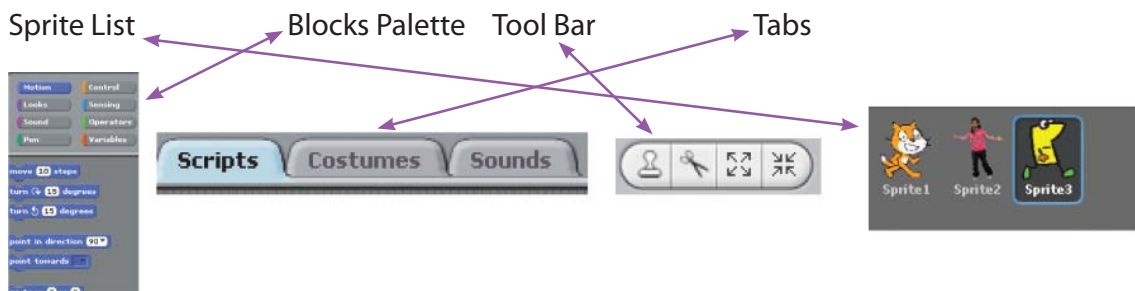 Sprite List Blocks Palette Tool Bar Tabs
Motion Control
Looks Sensing
Sound Operators
Pen Variables
move 10 steps
turn 15 degrees
turn 15 degrees
point in direction 90
point towards
Scripts Costumes Sounds
Sprite1 Sprite2 Sprite3